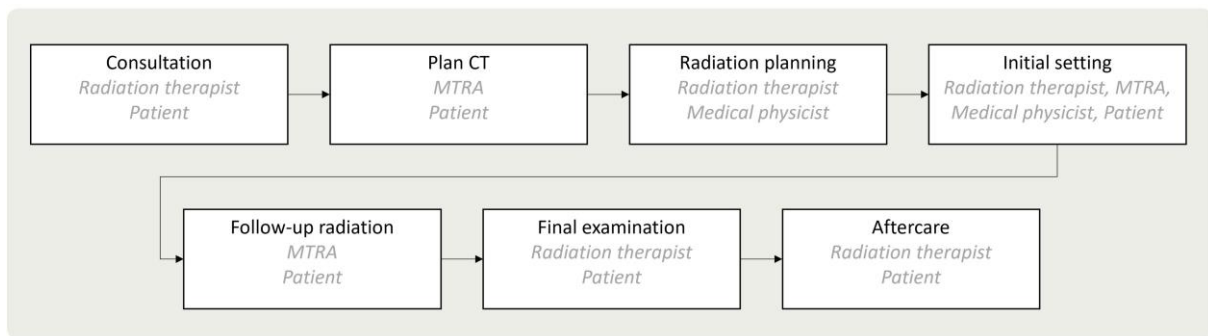 Consultation
Radiation therapist
Patient
Plan CT
MTRA
Patient
Radiation planning
Radiation therapist
Medical physicist
Initial setting
Radiation therapist, MTRA,
Medical physicist, Patient
Follow-up radiation
MTRA
Patient
Final examination
Radiation therapist
Patient
Aftercare
Radiation therapist
Patient